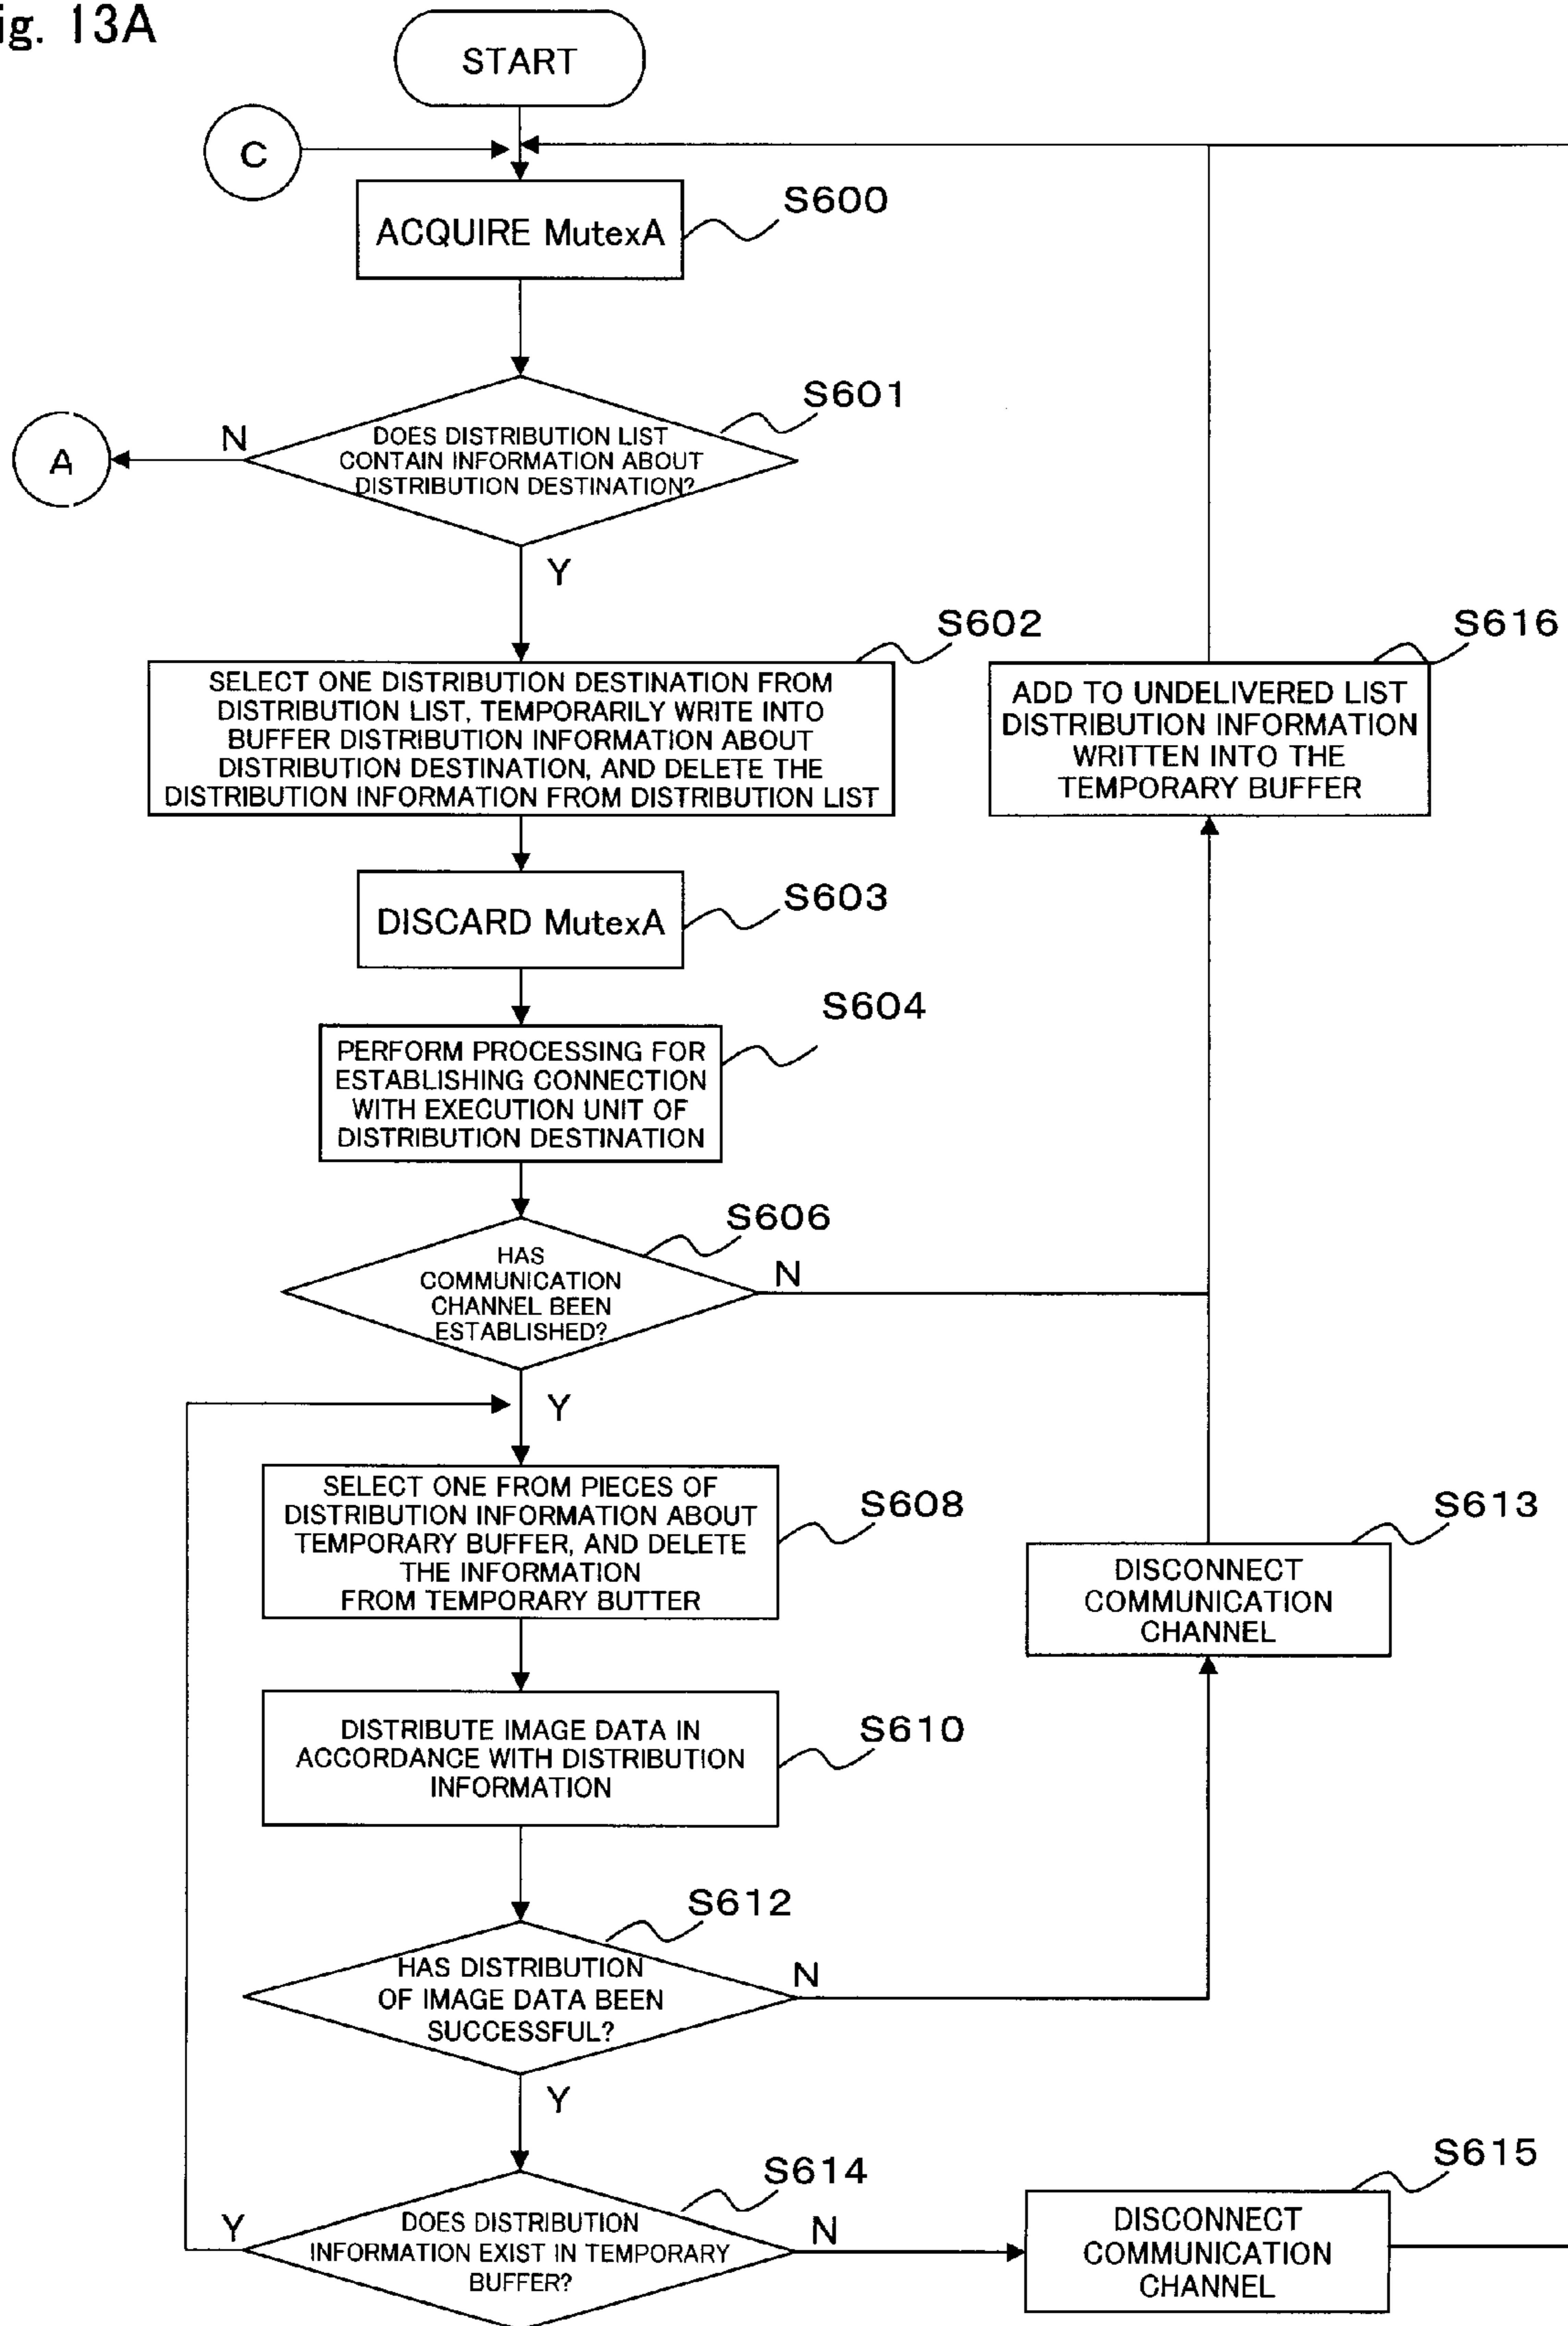 ig. 13A
START
C
S600
ACQUIRE MutexA
S601
N
A
DOES DISTRIBUTION LIST
CONTAIN INFORMATION ABOUT
DISTRIBUTION DESTINATION?
Y
S602
SELECT ONE DISTRIBUTION DESTINATION FROM
DISTRIBUTION LIST, TEMPORARILY WRITE INTO
BUFFER DISTRIBUTION INFORMATION ABOUT
DISTRIBUTION DESTINATION, AND DELETE THE
DISTRIBUTION INFORMATION FROM DISTRIBUTION LIST
S616
ADD TO UNDELIVERED LIST
DISTRIBUTION INFORMATION
WRITTEN INTO THE
TEMPORARY BUFFER
S603
DISCARD MutexA
S604
PERFORM PROCESSING FOR
ESTABLISHING CONNECTION
WITH EXECUTION UNIT OF
DISTRIBUTION DESTINATION
S606
HAS
COMMUNICATION
CHANNEL BEEN
ESTABLISHED?
N
Y
S608
SELECT ONE FROM PIECES OF
DISTRIBUTION INFORMATION ABOUT
TEMPORARY BUFFER, AND DELETE
THE INFORMATION
FROM TEMPORARY BUTTER
S613
DISCONNECT
COMMUNICATION
CHANNEL
S610
DISTRIBUTE IMAGE DATA IN
ACCORDANCE WITH DISTRIBUTION
INFORMATION
S612
HAS DISTRIBUTION
OF IMAGE DATA BEEN
SUCCESSFUL?
N
Y
S614
Y
DOES DISTRIBUTION
INFORMATION EXIST IN TEMPORARY
BUFFER?
N
S615
DISCONNECT
COMMUNICATION
CHANNEL